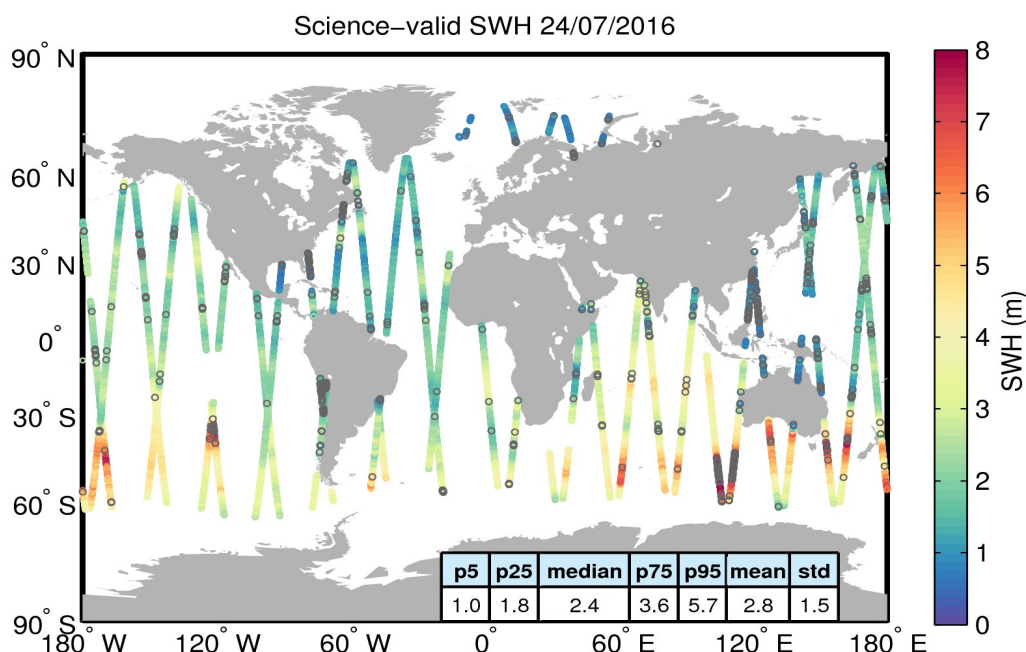 Science−valid SWH 24/07/2016
90° N
60° N
30° N
0°
30° S
60° S
90° S
180° W
120° W
60° W
0°
60° E
120° E
180° E
p5 p25 median p75 p95 mean std
1.0 1.8 2.4 3.6 5.7 2.8 1.5
8
7
6
5
4
3
2
1
0
SWH (m)